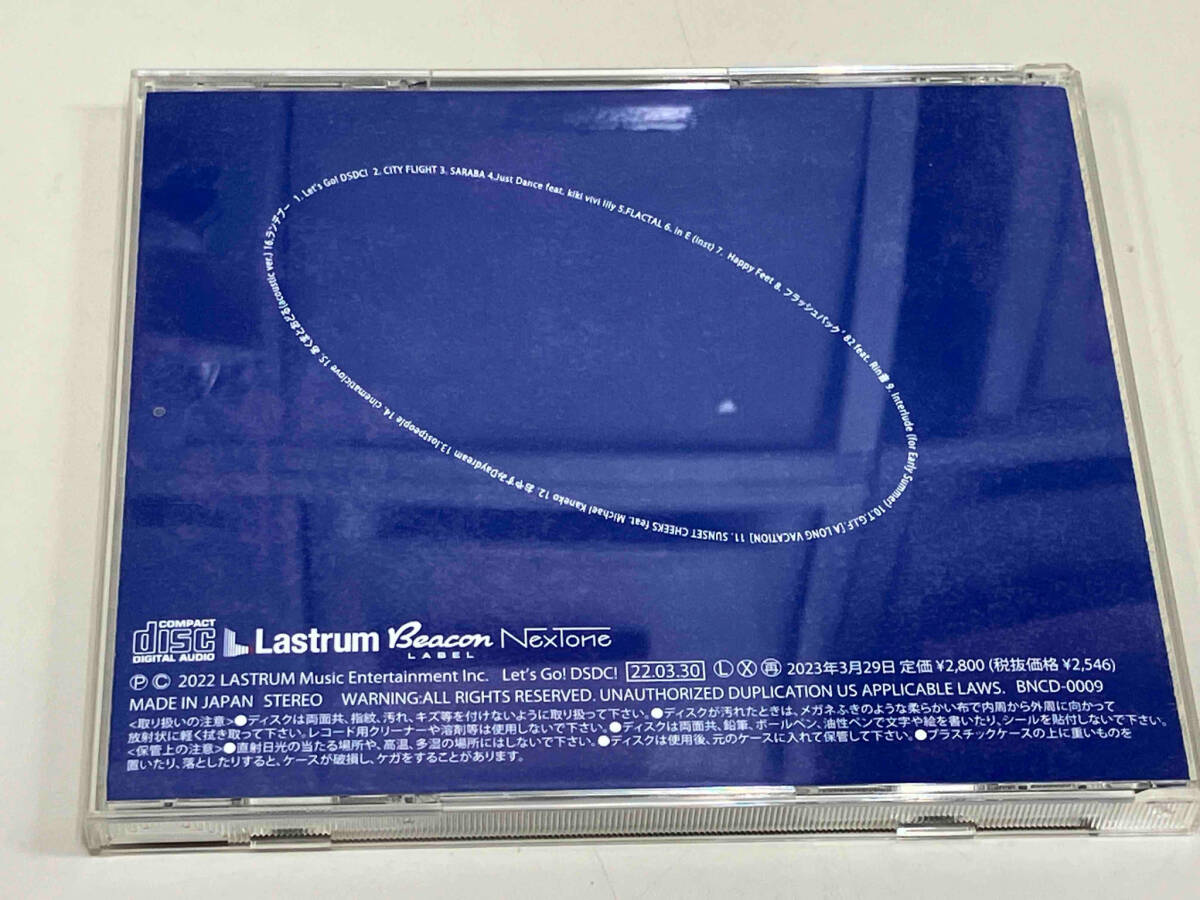 1. Let's Go! DSDC! 2. CITY FLIGHT 3. SARABA 4.Just Dance feat. kiki vivi lily 5.FLACTAL 6. in E (inst) 7. Happy Feet 8. フラッシュバック'82 feat. Rin音 9. Interlude (for Early Summer) 10.T.G.I.F. [A LONG VACATION] 11. SUNSET CHEEKS feat. Michael Kaneko 12. おやすみDaydream 13.lostpeople 14. cinematiclove 15. あくまとおどる(acoustic ver.) 16.ランデブー
COMPACT disc DIGITAL AUDIO Lastrum Beacon LABEL NexTone
Ⓟ Ⓒ 2022 LASTRUM Music Entertainment Inc. Let's Go! DSDC! 22.03.30 Ⓛ Ⓧ 再 2023年3月29日 定価 ¥2,800 (税抜価格 ¥2,546)
MADE IN JAPAN STEREO WARNING:ALL RIGHTS RESERVED. UNAUTHORIZED DUPLICATION US APPLICABLE LAWS. BNCD-0009
<取り扱いの注意>●ディスクは両面共、指紋、汚れ、キズ等を付けないように取り扱って下さい。●ディスクが汚れたときは、メガネふきのような柔らかい布で内周から外周に向かって
放射状に軽く拭き取って下さい。レコード用クリーナーや溶剤等は使用しないで下さい。●ディスクは両面共、鉛筆、ボールペン、油性ペンで文字や絵を書いたり、シールを貼付しないで下さい。
<保管上の注意>●直射日光の当たる場所や、高温、多湿の場所にはしないで下さい。●ディスクは使用後、元のケースに入れて保管して下さい。●プラスチックケースの上に重いものを
置いたり、落としたりすると、ケースが破損し、ケガをすることがあります。